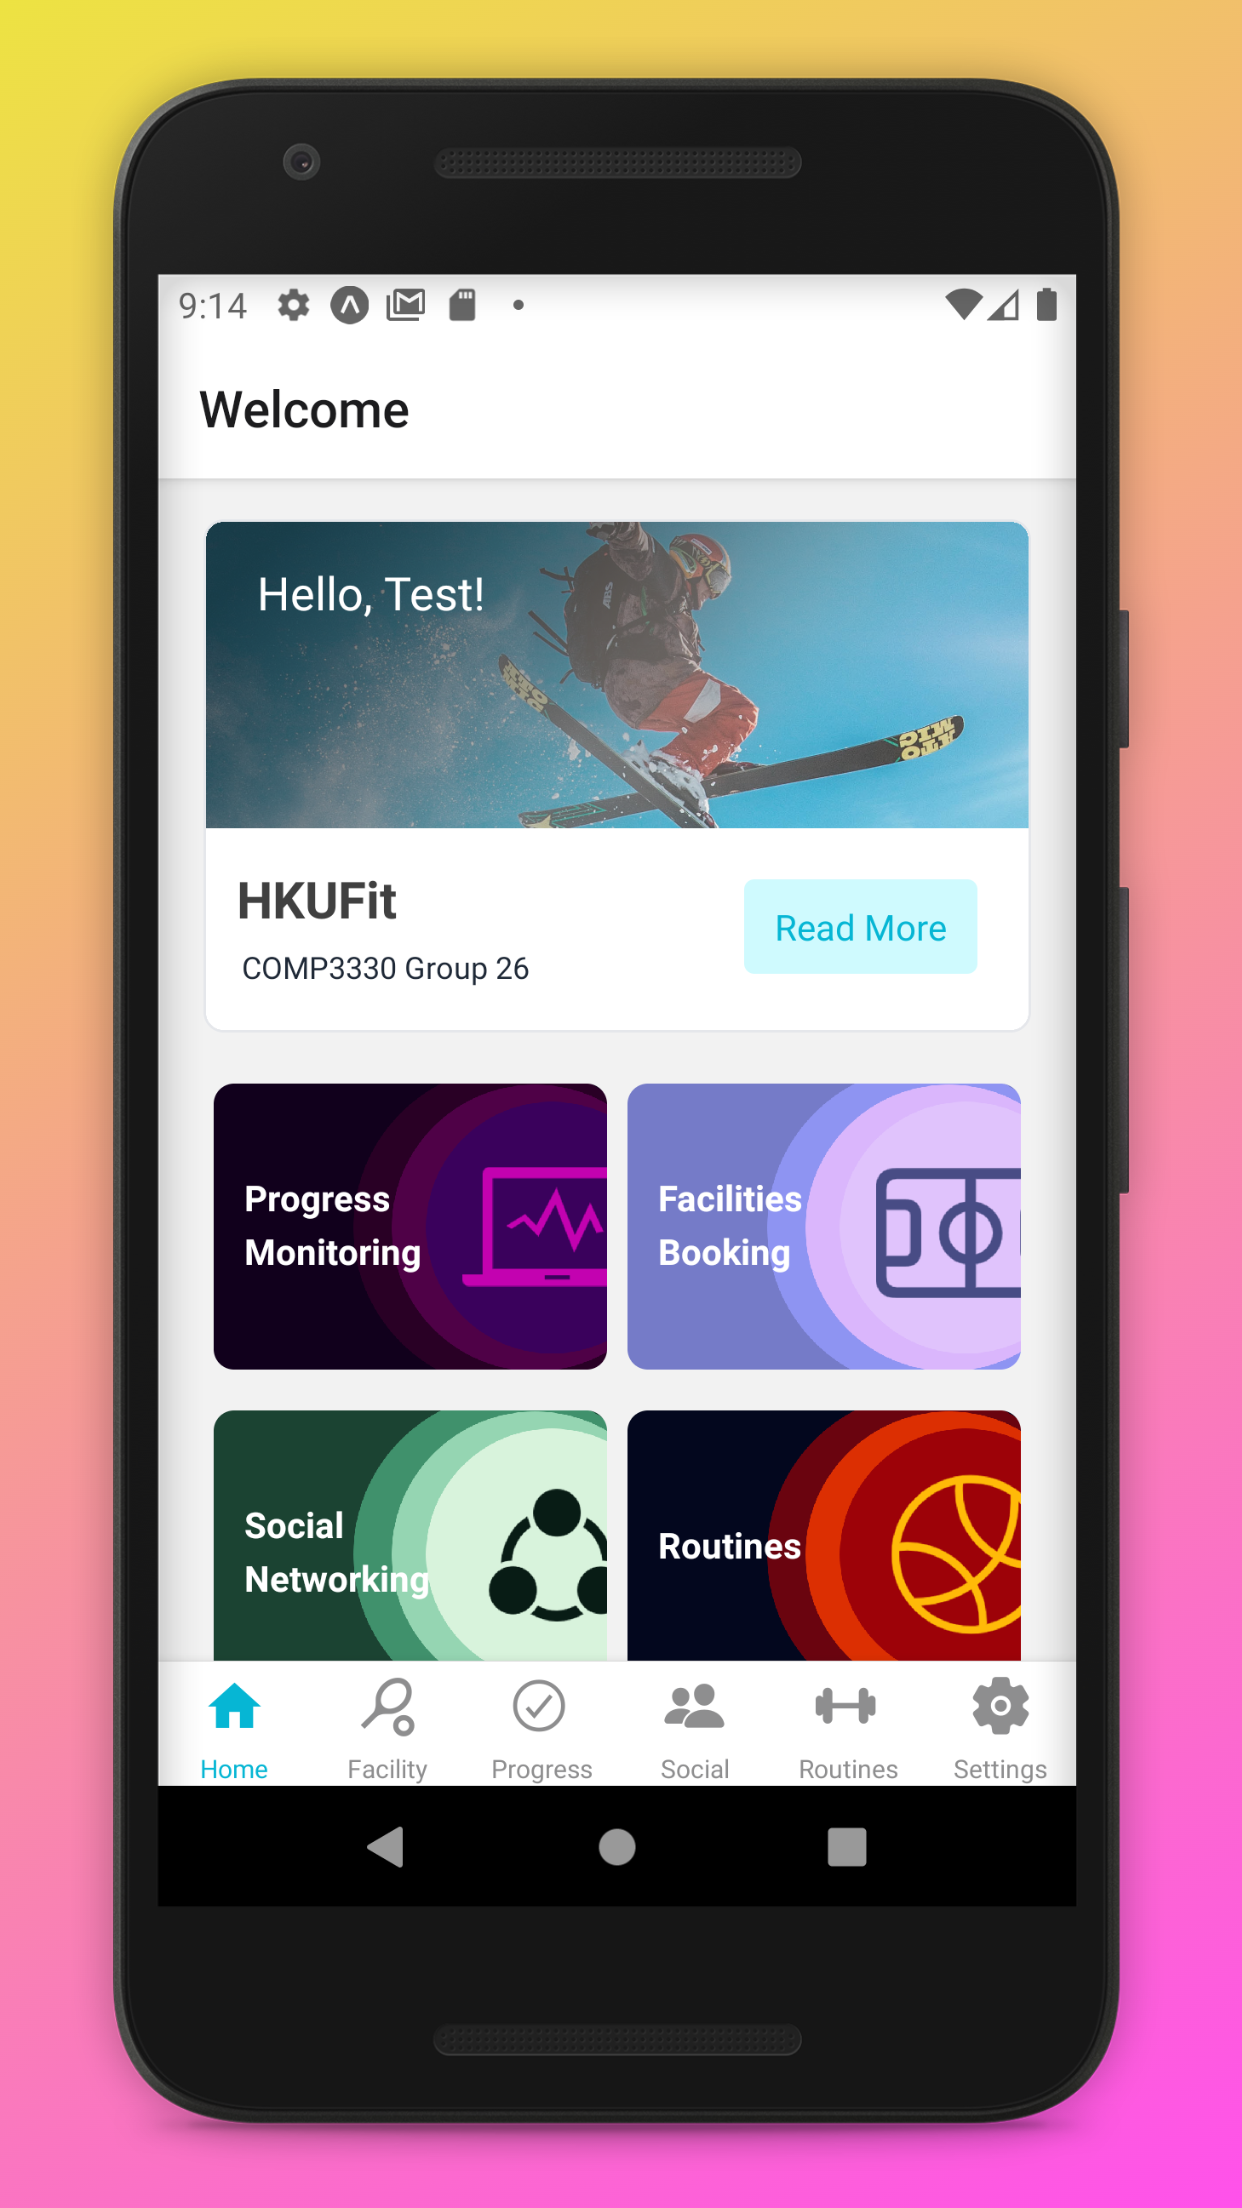 9:14
Welcome
Hello, Test!
HKUFit
COMP3330 Group 26
Read More
Progress
Monitoring
Facilities
Booking
Social
Networking
Routines
Home
Facility
Progress
Social
Routines
Settings